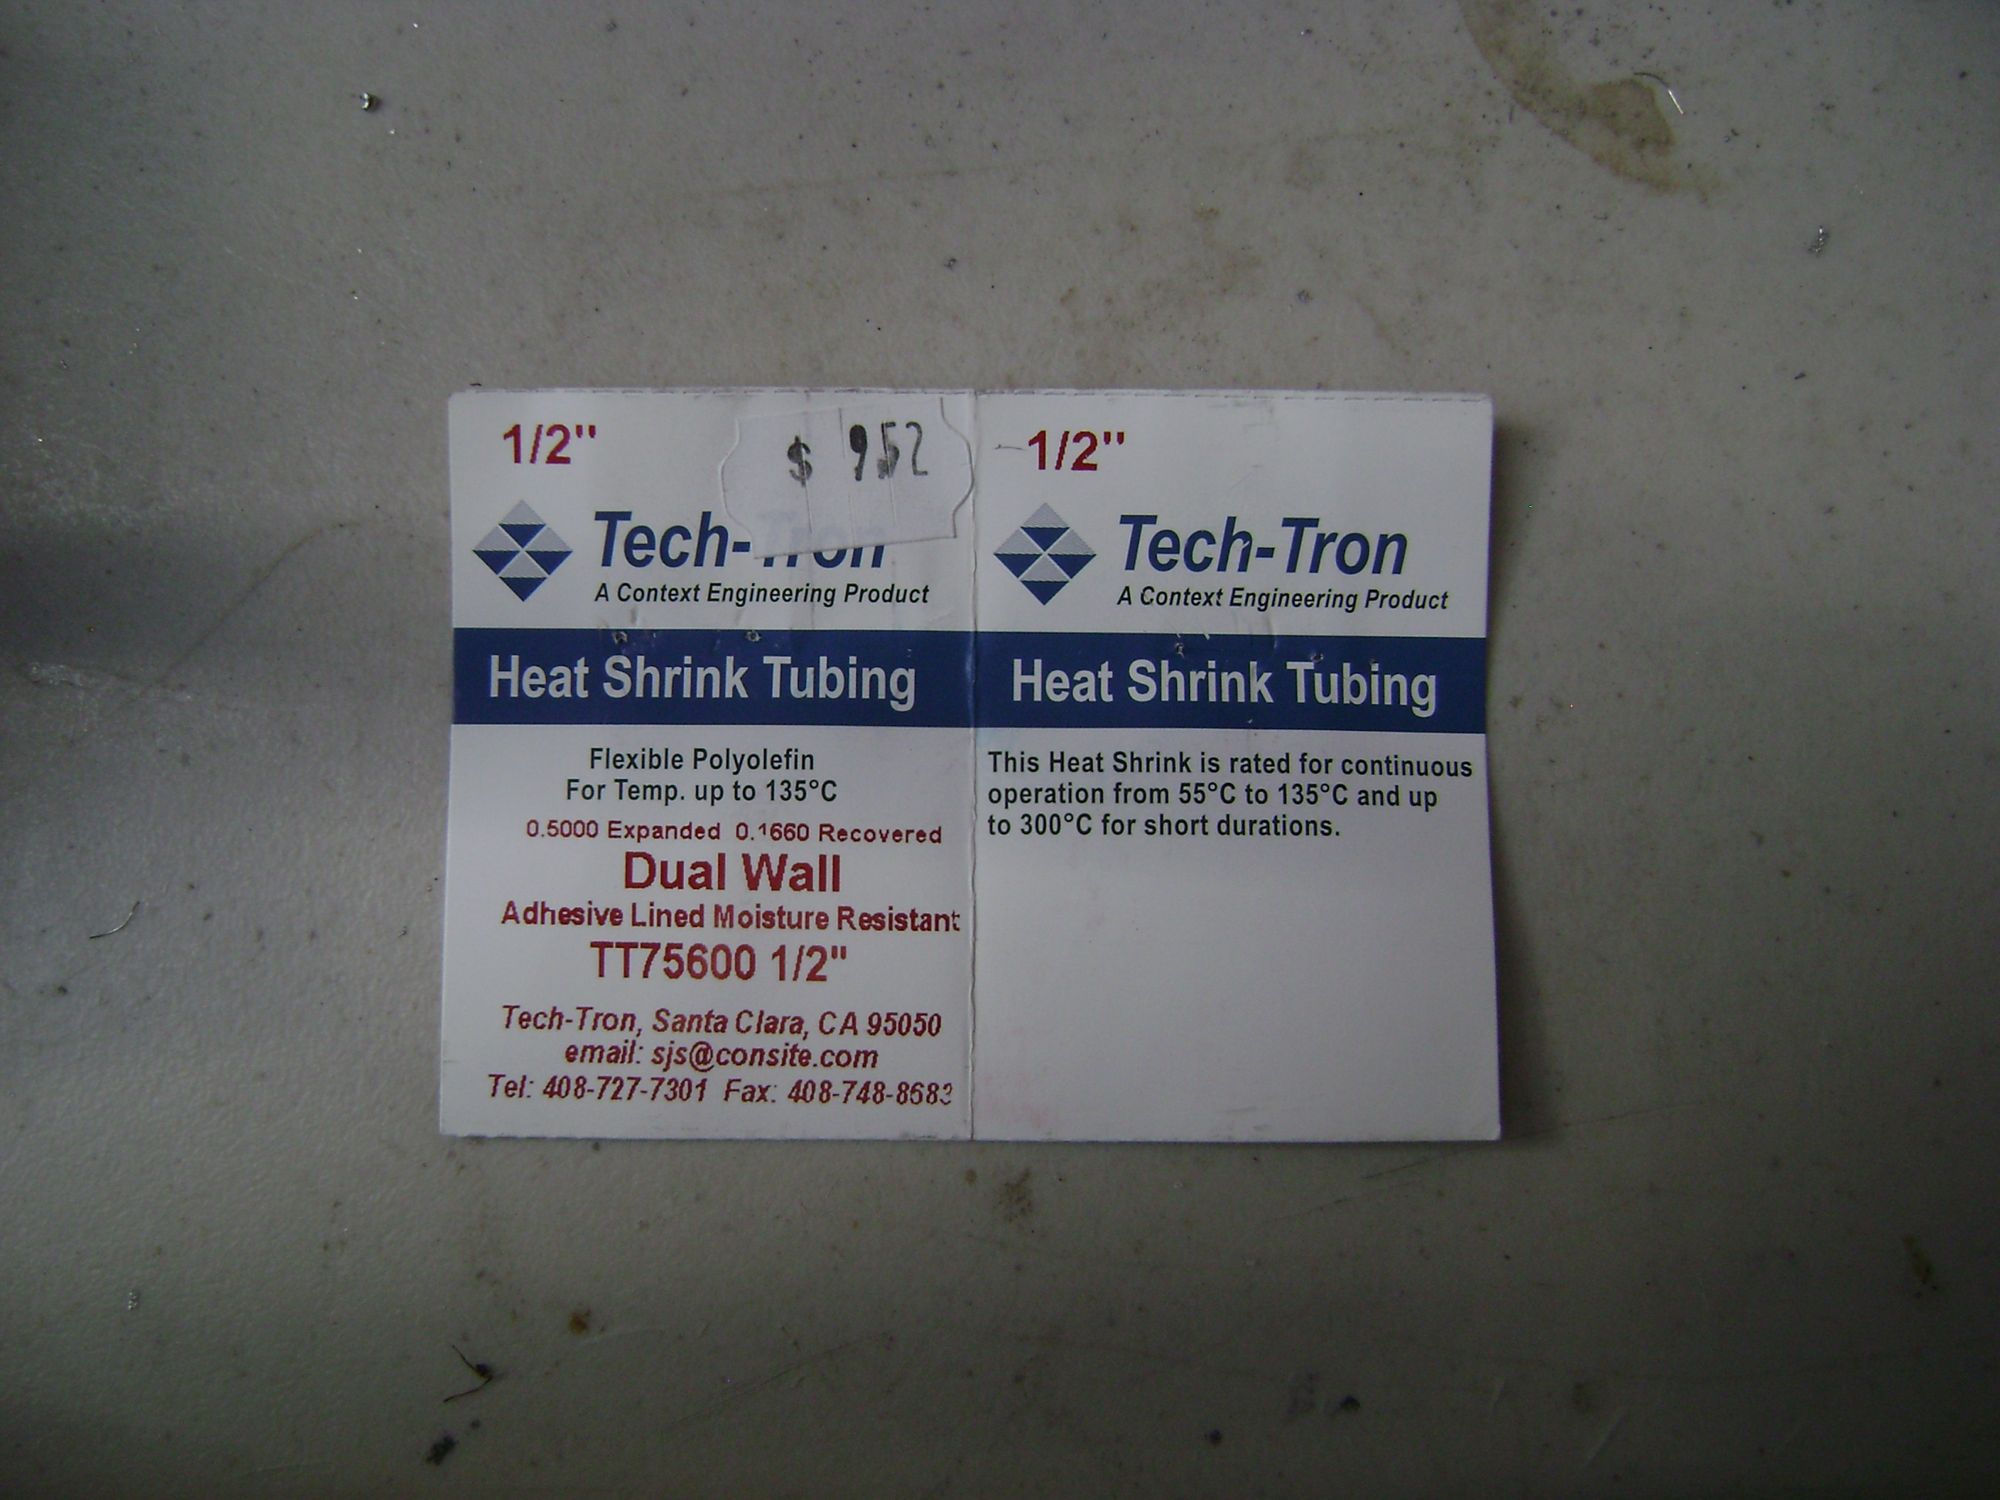 1/2"
$ 9.52
Tech-Tron
A Context Engineering Product
Heat Shrink Tubing
Flexible Polyolefin
For Temp. up to 135°C
0.5000 Expanded 0.1660 Recovered
Dual Wall
Adhesive Lined Moisture Resistant
TT75600 1/2"
Tech-Tron, Santa Clara, CA 95050
email: sjs@consite.com
Tel: 408-727-7301 Fax: 408-748-8683
1/2"
Tech-Tron
A Context Engineering Product
Heat Shrink Tubing
This Heat Shrink is rated for continuous
operation from 55°C to 135°C and up
to 300°C for short durations.